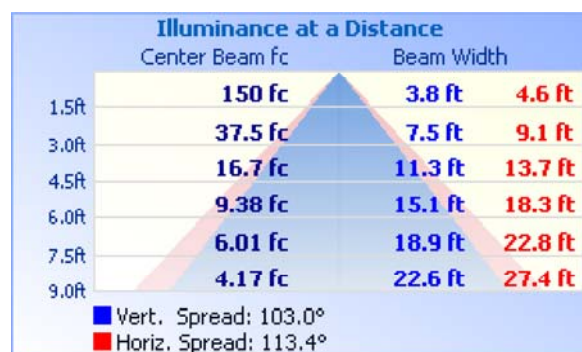 Illuminance at a Distance
Center Beam fc Beam Width
150 fc 3.8 ft 4.6 ft
1.5ft
37.5 fc 7.5 ft 9.1 ft
3.0ft
16.7 fc 11.3 ft 13.7 ft
4.5ft
9.38 fc 15.1 ft 18.3 ft
6.0ft
6.01 fc 18.9 ft 22.8 ft
7.5ft
4.17 fc 22.6 ft 27.4 ft
9.0ft
Vert. Spread: 103.0°
Horiz. Spread: 113.4°